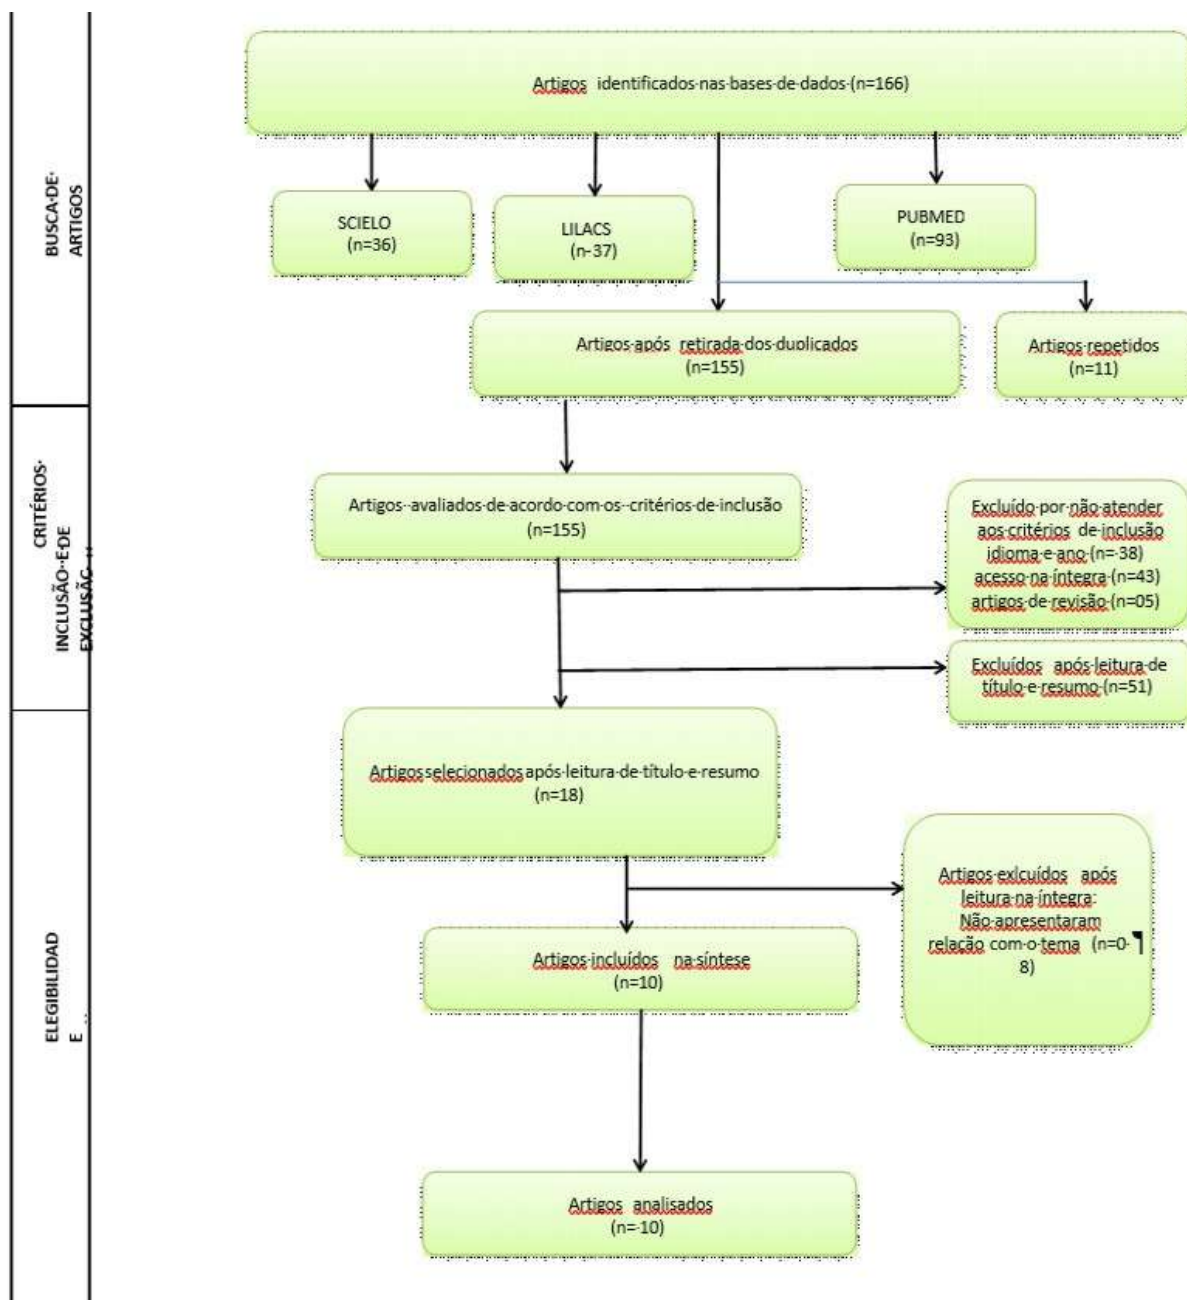 Artigos identificados·nas·bases·de·dados·(n=166)
BUSCA·DE·
ARTIGOS
SCIELO
(n=36)
LILACS
(n-37)
PUBMED
(n=93)
Artigos·após retirada·dos·duplicados
(n=155)
Artigos·repetidos
(n=11)
CRITÉRIOS·
INCLUSÃO·E·DE
EXCLUSÃC
Artigos··avaliados·de acordo·com·os··critérios·de·inclusão
(n=155)
Excluído·por·não·atender
aos·critérios de·inclusão
idioma·e·ano·(n=·38)
acesso·na·íntegra·(n=43)
artigos·de·revisão·(n=05)
Excluídos após·leitura·de
título·e·resumo·(n=51)
Artigos selecionados após·leitura·de·título·e·resumo
(n=18)
ELEGIBILIDAD
E
Artigos·exlcuídos após
leitura·na·íntegra:
Não·apresentaram
relação com·o·tema (n=0·¶
8)
Artigos·incluídos na·síntese
(n=10)
Artigos analisados
(n=·10)